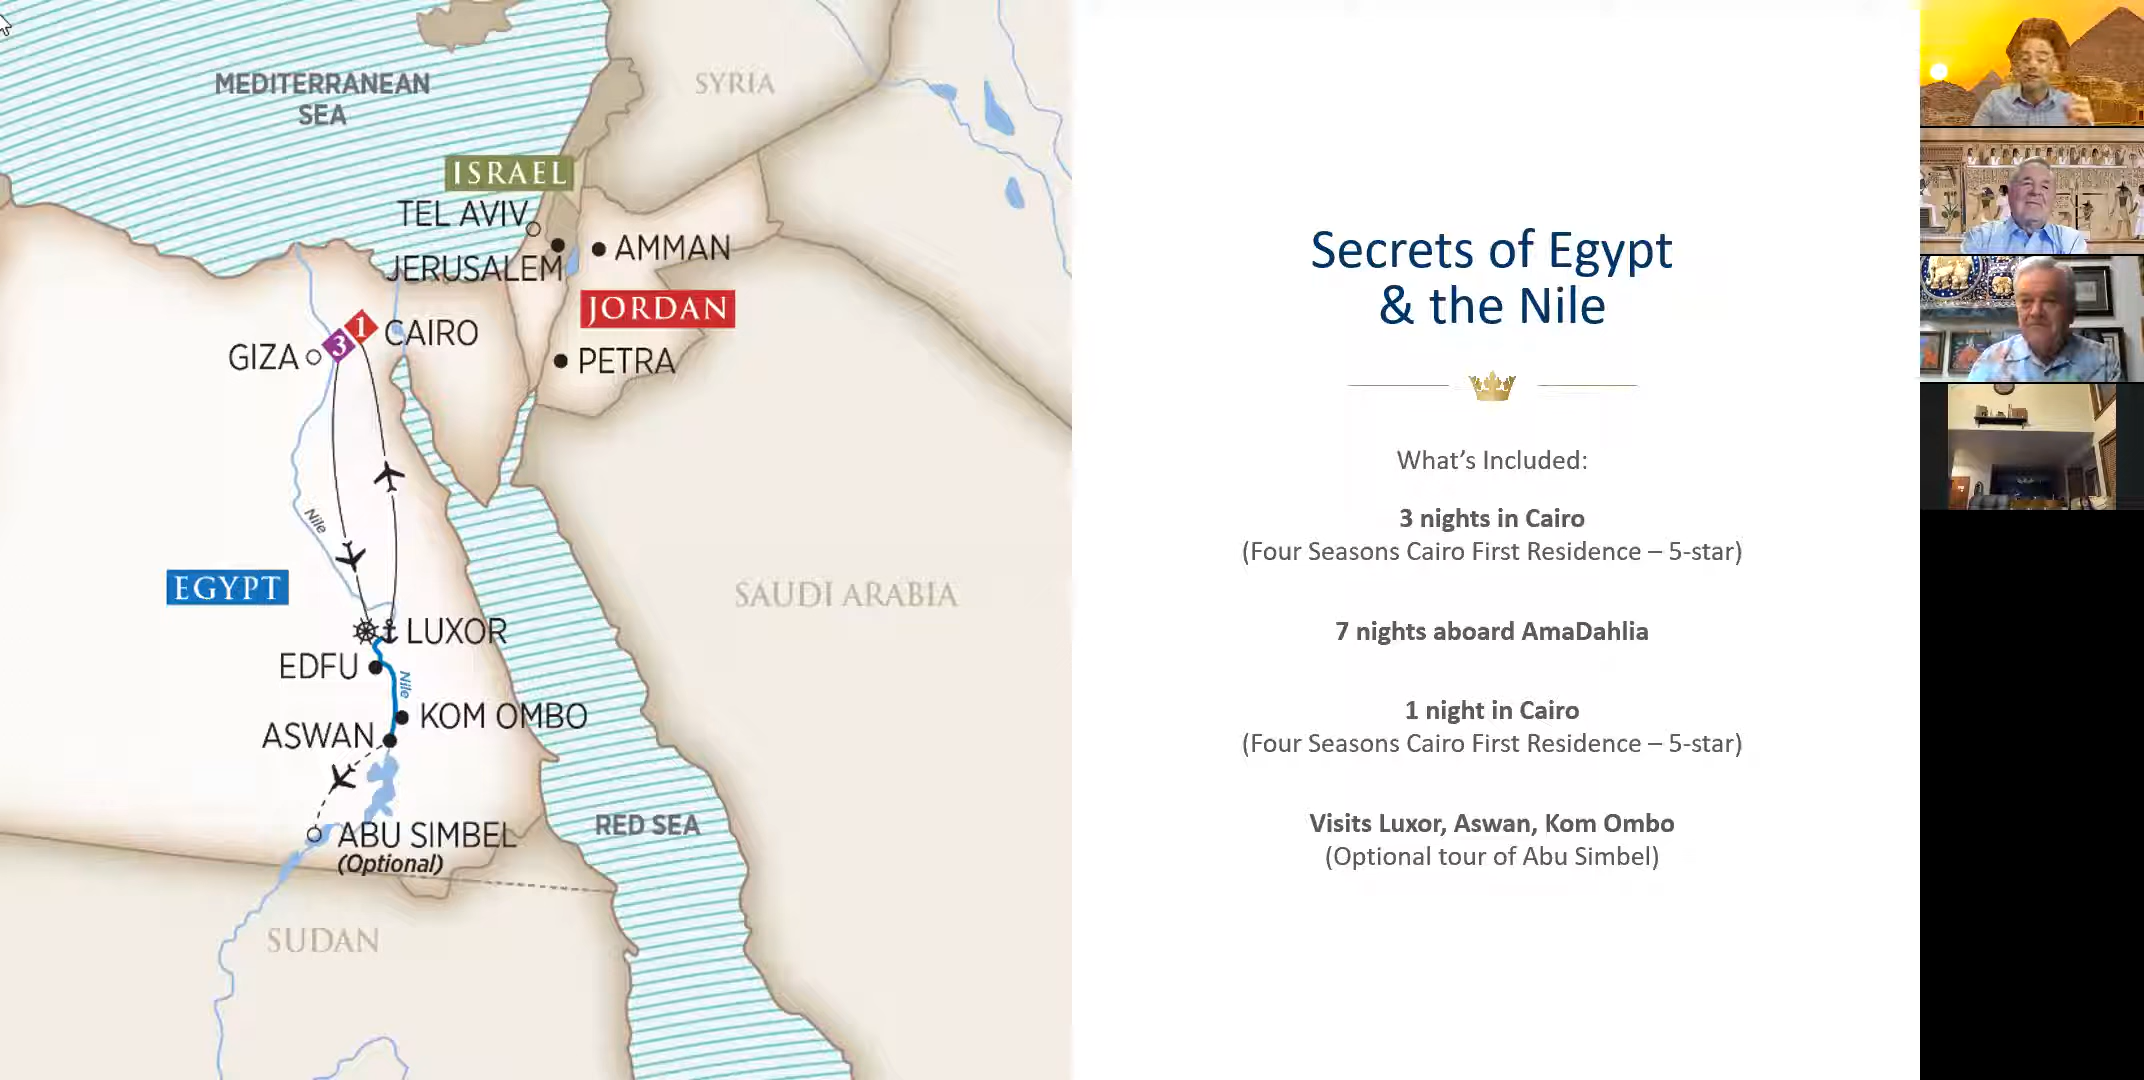 MEDITERRANEAN
SEA
SYRIA
ISRAEL
TEL AVIV
JERUSALEM
AMMAN
JORDAN
1
3
CAIRO
GIZA
PETRA
Nile
EGYPT
SAUDI ARABIA
LUXOR
EDFU
Nile
KOM OMBO
ASWAN
RED SEA
ABU SIMBEL
(Optional)
SUDAN
Secrets of Egypt
& the Nile
What's Included:
3 nights in Cairo
(Four Seasons Cairo First Residence – 5-star)
7 nights aboard AmaDahlia
1 night in Cairo
(Four Seasons Cairo First Residence – 5-star)
Visits Luxor, Aswan, Kom Ombo
(Optional tour of Abu Simbel)